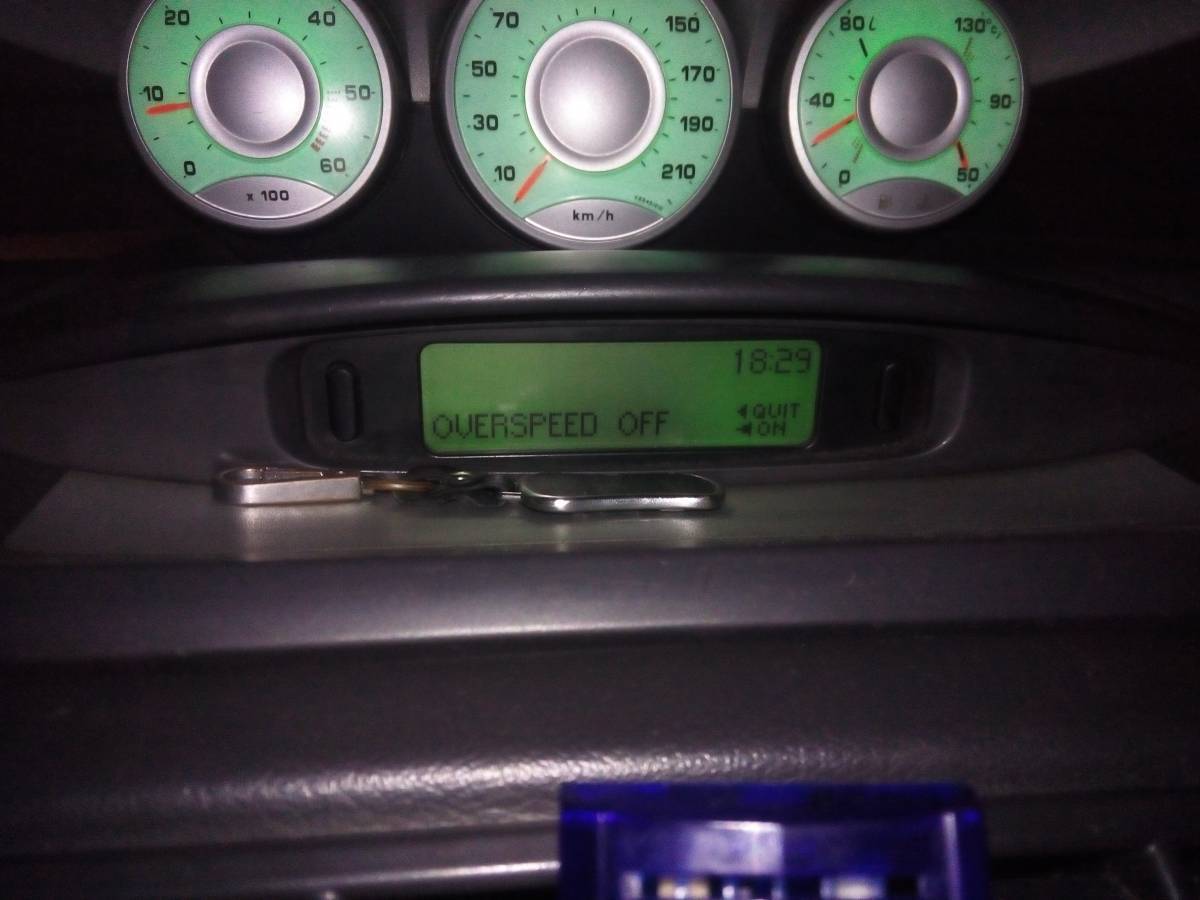 20 40
10 50
0 60
x 100
70 150
50 170
30 190
10 210
km/h
80 l 130°C
40 90
0 50
18:29
OVERSPEED OFF
◄QUIT
◄ON